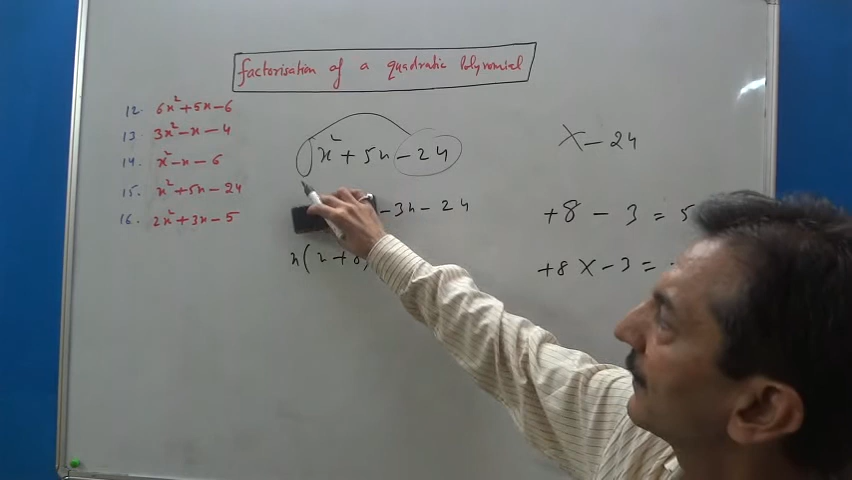 factorisation of a quadratic Polynomial
12. 6x²+5x-6
13. 3x²-x-4
14. x²-x-6
15. x²+5x-24
16. 2x²+3x-5
x²+5x-24
-3x-24
x(x+8)
X-24
+8-3=5
+8X-3=-